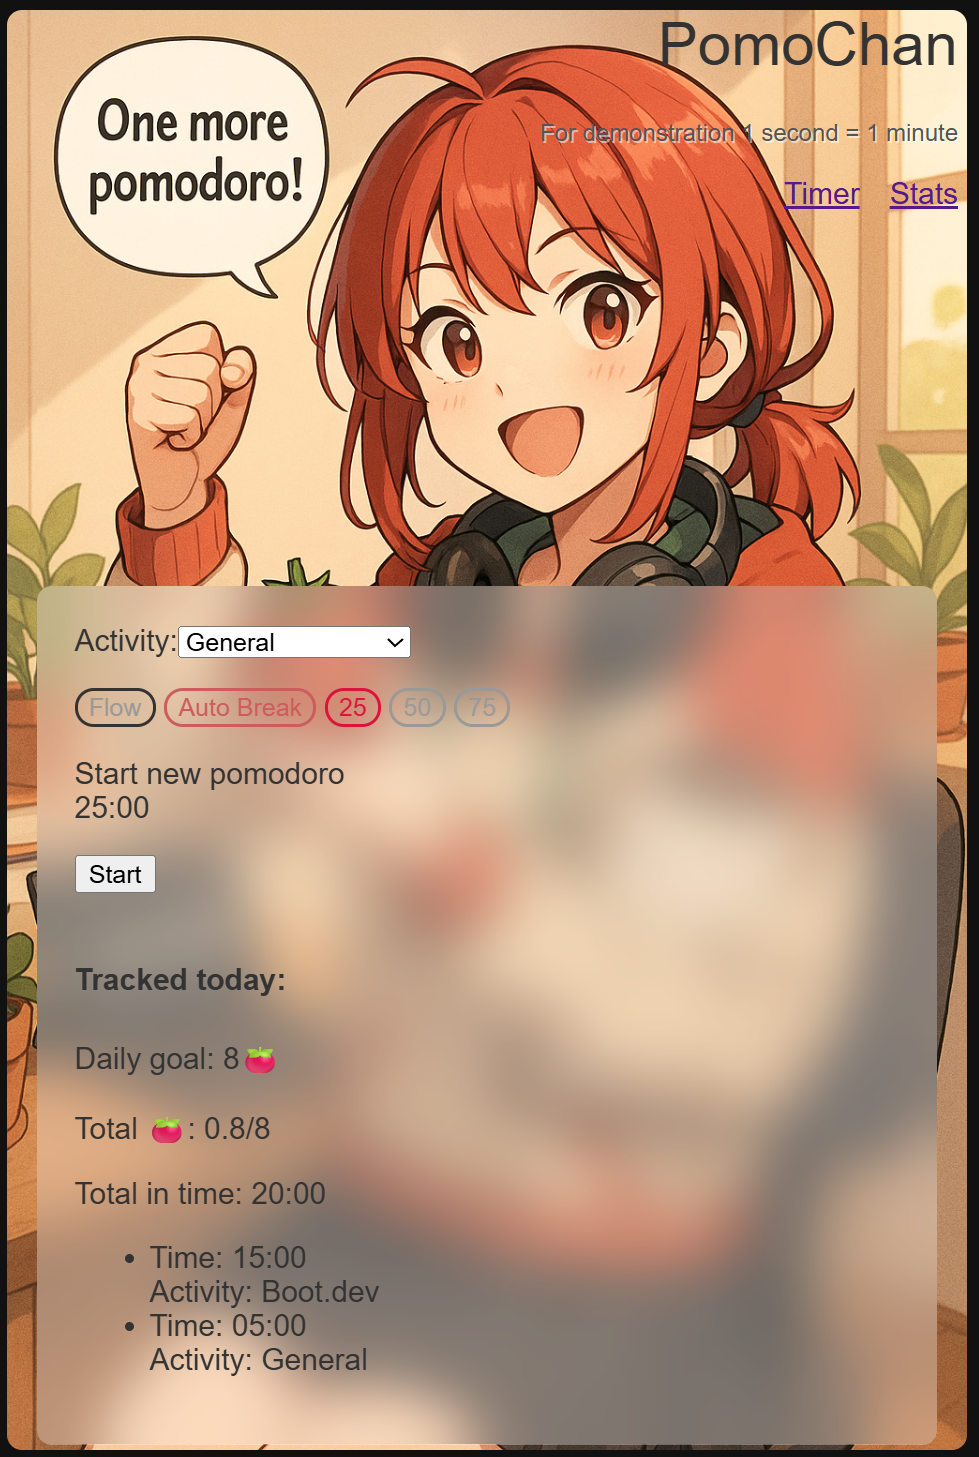 PomoChan
One more
pomodoro!
For demonstration 1 second = 1 minute
Timer Stats
Activity: General
Flow Auto Break 25 50 75
Start new pomodoro
25:00
Start
Tracked today:
Daily goal: 8🍅
Total 🍅: 0.8/8
Total in time: 20:00
• Time: 15:00
Activity: Boot.dev
• Time: 05:00
Activity: General